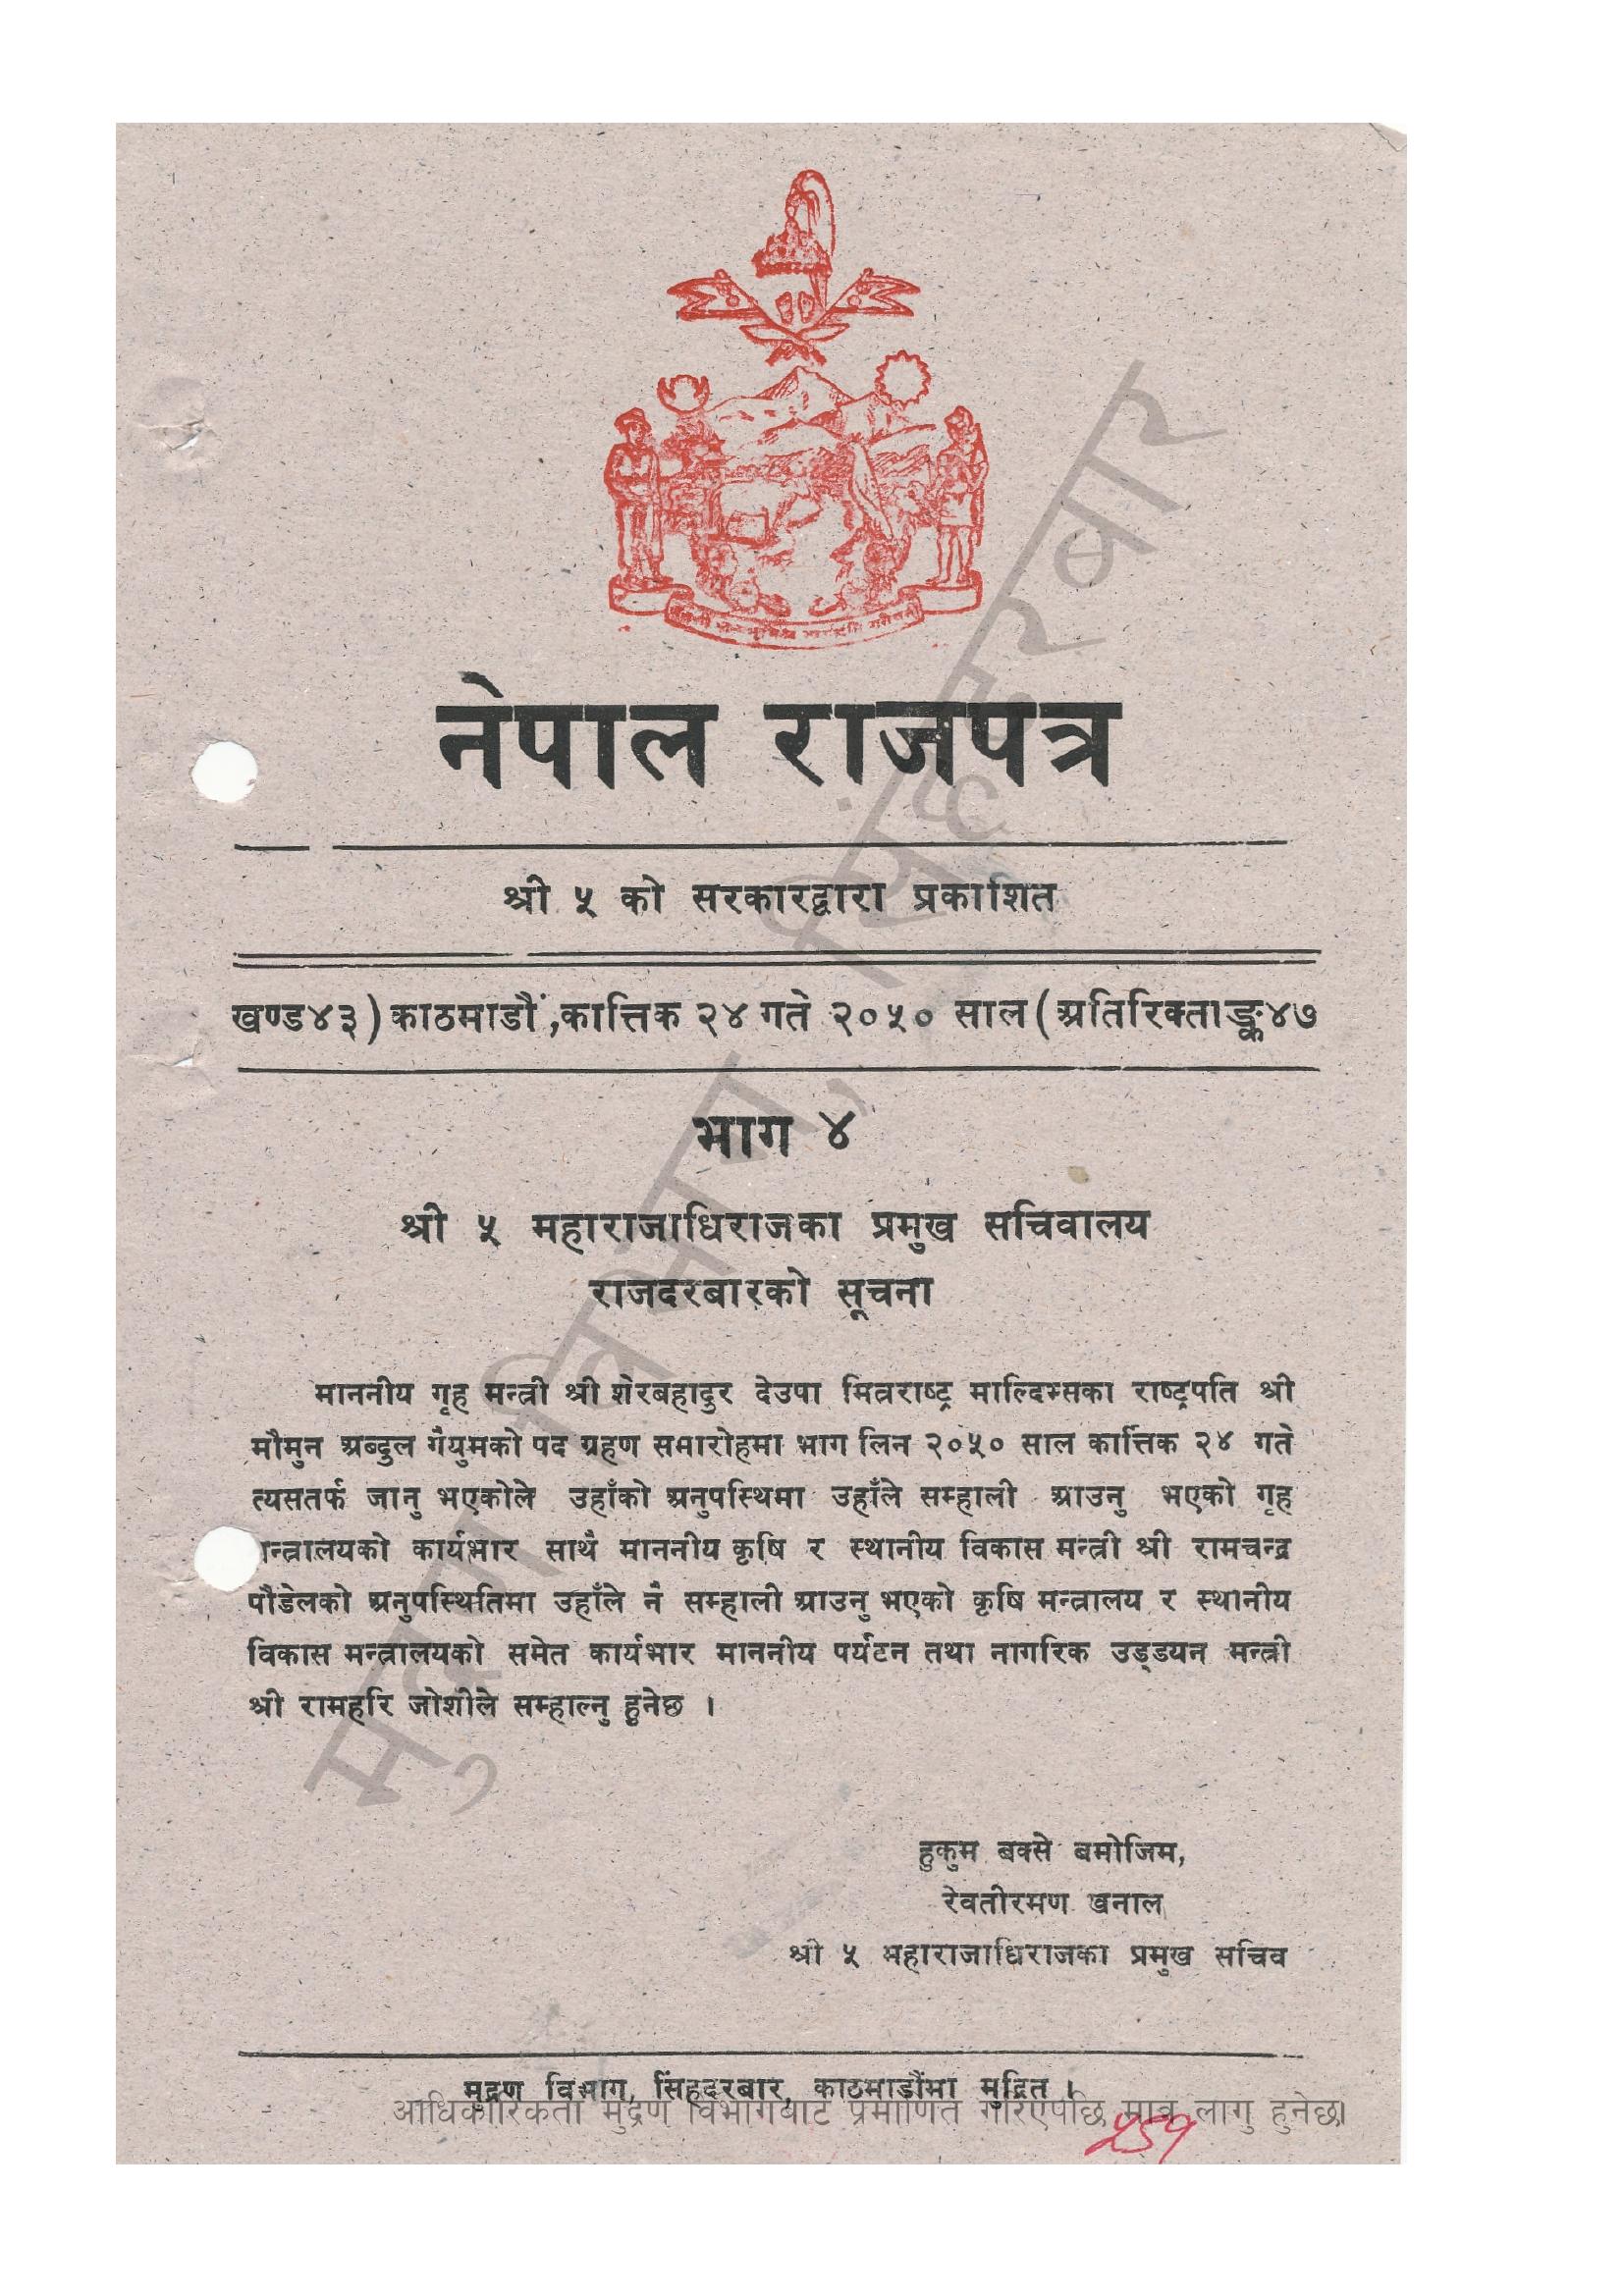 नेपाल राजपत्र
श्री ५ को सरकारद्वारा प्रकाशित
खण्ड ४३) काठमाडौं, कात्तिक २४ गते २०५० साल (अतिरिक्ताङ्क ४७
भाग ४
श्री ५ महाराजाधिराजका प्रमुख सचिवालय
राजदरबारको सूचना
माननीय गृह मन्त्री श्री शेरबहादुर देउपा मित्रराष्ट्र माल्दिभ्सका राष्ट्रपति श्री
मौमुन अब्दुल गैयुमको पद ग्रहण समारोहमा भाग लिन २०५० साल कार्त्तिक २४ गते
त्यसतर्फ जानु भएकोले उहाँको अनुपस्थिमा उहाँले सम्हाली आउनु भएको गृह
मन्त्रालयको कार्यभार साथै माननीय कृषि र स्थानीय विकास मन्त्री श्री रामचन्द्र
पौडेलको अनुपस्थितिमा उहाँले नै सम्हाली आउनु भएको कृषि मन्त्रालय र स्थानीय
विकास मन्त्रालयको समेत कार्यभार माननीय पर्यटन तथा नागरिक उड्डयन मन्त्री
श्री रामहरि जोशीले सम्हाल्नु हुनेछ ।
हुकुम बक्से बमोजिम,
रेवतीरमण खनाल
श्री ५ महाराजाधिराजका प्रमुख सचिव
मुद्रण विभाग, सिंहदरबार, काठमाडौंमा मुद्रित ।
आधिकारिकता मुद्रण विभागबाट प्रमाणित गरिएपछि मात्र लागु हुनेछ।
मुद्रण विभाग, सिंहदरबार